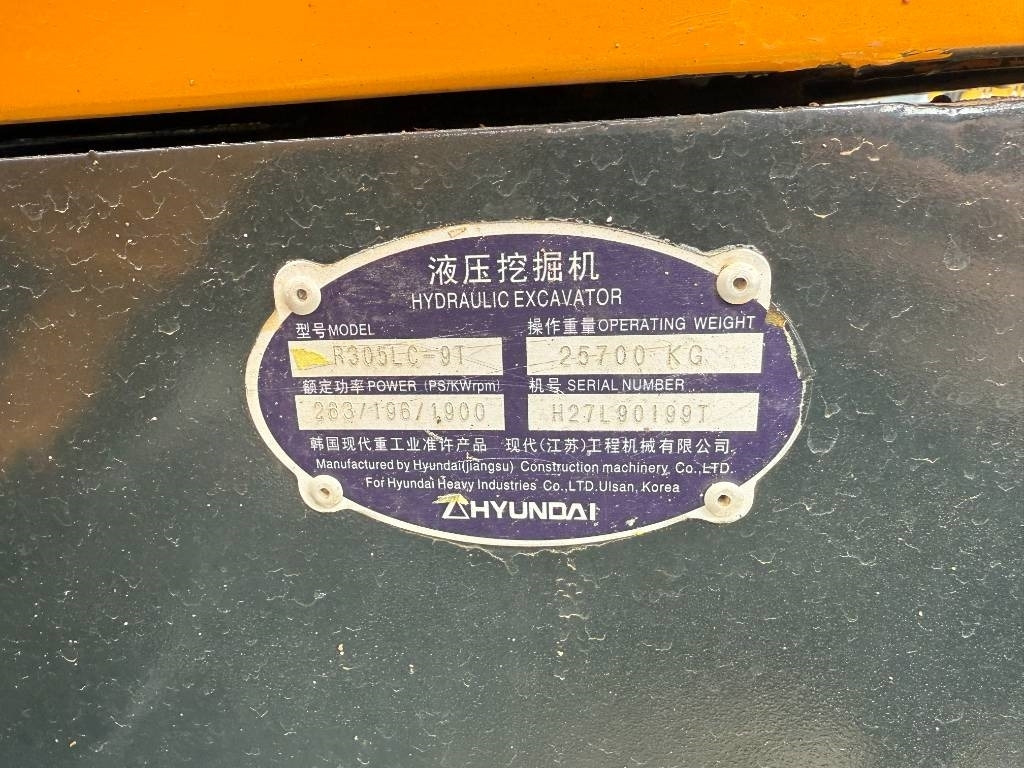 液压挖掘机
HYDRAULIC EXCAVATOR
型号MODEL
R305LC-9T
操作重量OPERATING WEIGHT
25700 KG
额定功率POWER (PS/KWrpm)
263/196/1900
机号 SERIAL NUMBER
H27L90199T
韩国现代重工业准许产品 现代(江苏)工程机械有限公司
Manufactured by Hyundai(jiangsu) Construction machinery, Co.,LTD.
For Hyundai Heavy Industries Co.,LTD.Ulsan, Korea
HYUNDAI